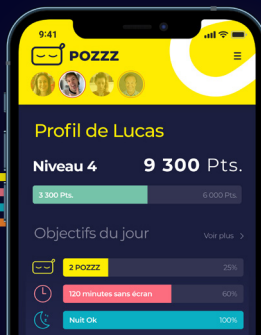 9:41
POZZZ
Profil de Lucas
Niveau 4 9 300 Pts.
3 300 Pts. 6 000 Pts.
Objectifs du jour Voir plus >
2 POZZZ 25%
120 minutes sans écran 60%
Nuit Ok 100%